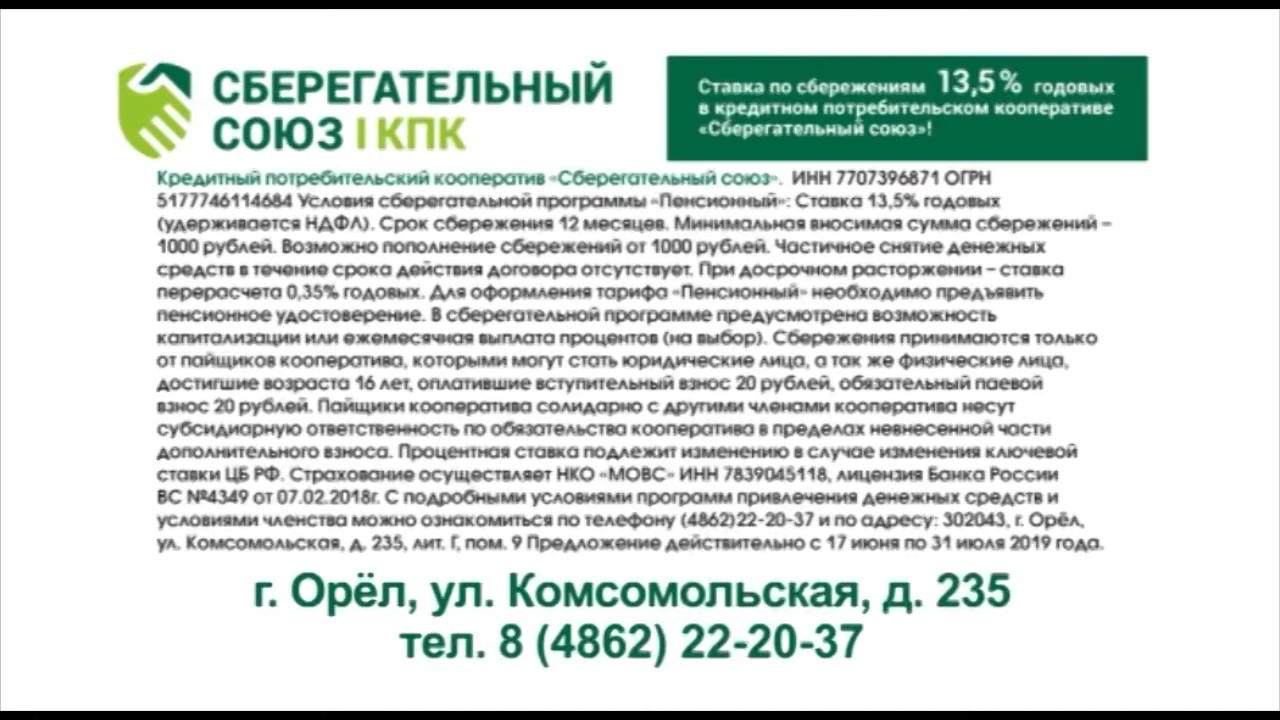 СБЕРЕГАТЕЛЬНЫЙ
СОЮЗ | КПК
Ставка по сбережениям 13,5% годовых
в кредитном потребительском кооперативе
«Сберегательный союз»!
Кредитный потребительский кооператив «Сберегательный союз». ИНН 7707396871 ОГРН
5177746114684 Условия сберегательной программы «Пенсионный»: Ставка 13,5% годовых
(удерживается НДФЛ). Срок сбережения 12 месяцев. Минимальная вносимая сумма сбережений –
1000 рублей. Возможно пополнение сбережений от 1000 рублей. Частичное снятие денежных
средств в течение срока действия договора отсутствует. При досрочном расторжении – ставка
перерасчета 0,35% годовых. Для оформления тарифа «Пенсионный» необходимо предъявить
пенсионное удостоверение. В сберегательной программе предусмотрена возможность
капитализации или ежемесячная выплата процентов (на выбор). Сбережения принимаются только
от пайщиков кооператива, которыми могут стать юридические лица, а так же физические лица,
достигшие возраста 16 лет, оплатившие вступительный взнос 20 рублей, обязательный паевой
взнос 20 рублей. Пайщики кооператива солидарно с другими членами кооператива несут
субсидиарную ответственность по обязательства кооператива в пределах невнесенной части
дополнительного взноса. Процентная ставка подлежит изменению в случае изменения ключевой
ставки ЦБ РФ. Страхование осуществляет НКО «МОВС» ИНН 7839045118, лицензия Банка России
ВС №4349 от 07.02.2018г. С подробными условиями программ привлечения денежных средств и
условиями членства можно ознакомиться по телефону (4862)22-20-37 и по адресу: 302043, г. Орёл,
ул. Комсомольская, д. 235, лит. Г, пом. 9 Предложение действительно с 17 июня по 31 июля 2019 года.
г. Орёл, ул. Комсомольская, д. 235
тел. 8 (4862) 22-20-37